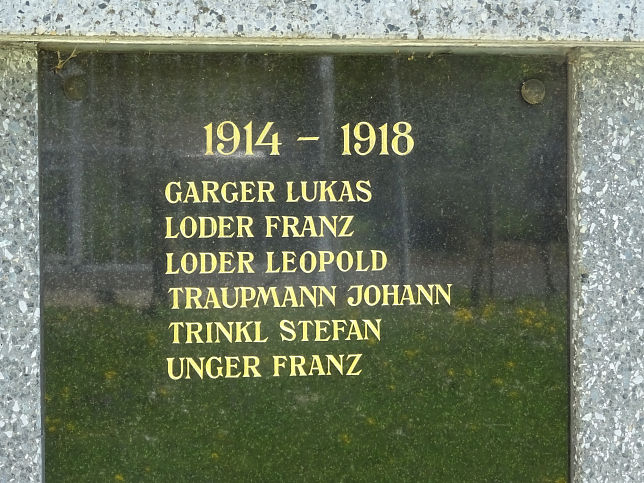 1914 – 1918
GARGER LUKAS
LODER FRANZ
LODER LEOPOLD
TRAUPMANN JOHANN
TRINKL STEFAN
UNGER FRANZ